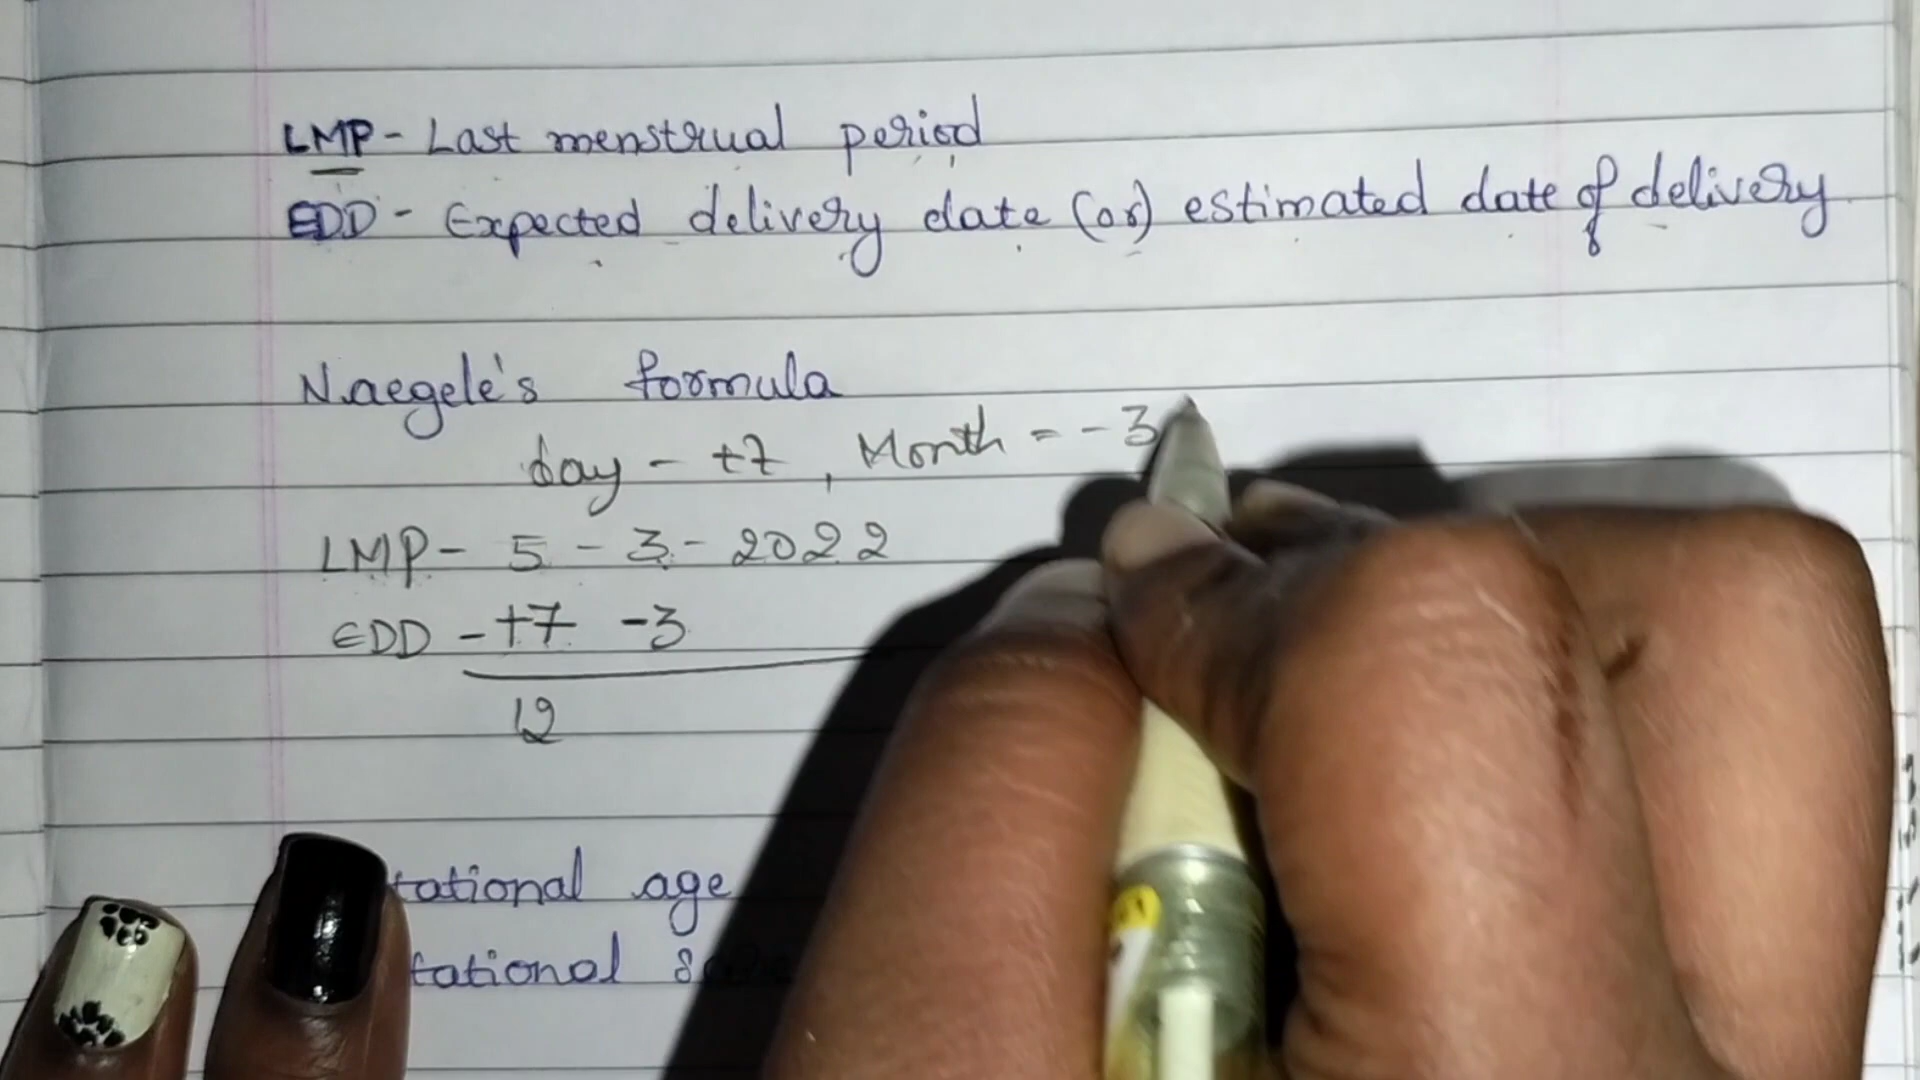 LMP - Last menstrual period
EDD - Expected delivery date (or) estimated date of delivery
Naegele's formula
day - +7, Month = -3
LMP - 5 - 3 - 2022
EDD - +7 -3
12
tational age
tational